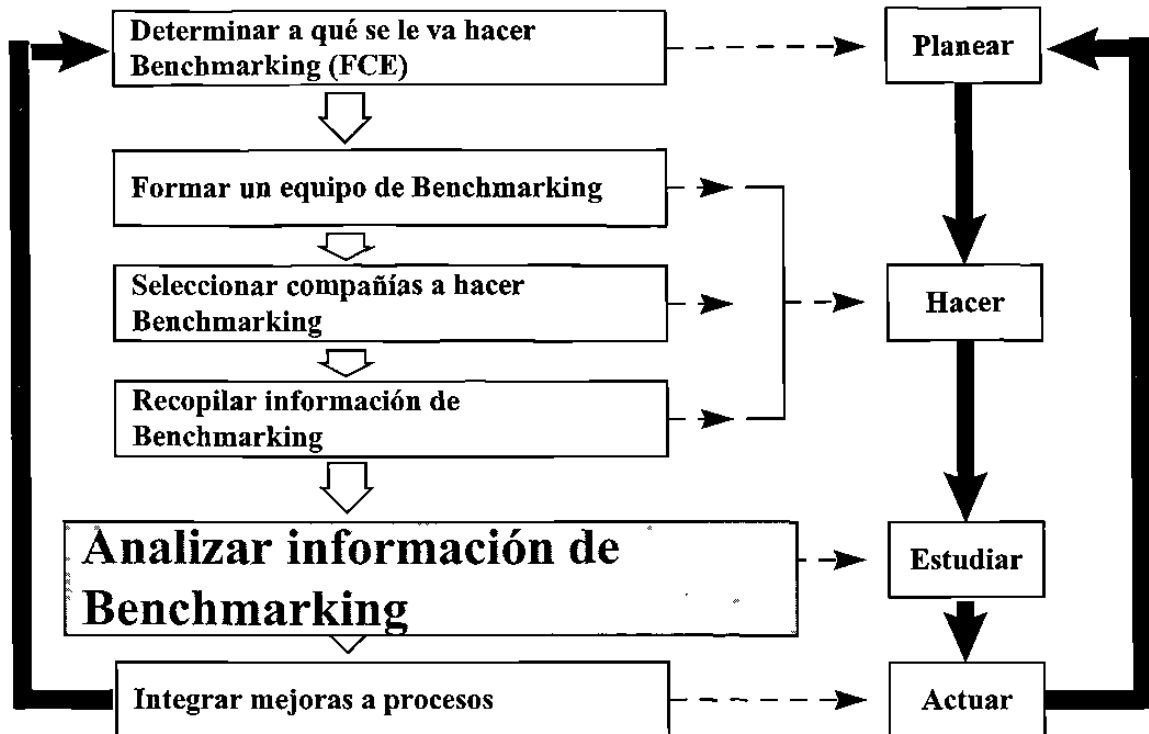 Determinar a qué se le va hacer
Benchmarking (FCE)
Planear
Formar un equipo de Benchmarking
Seleccionar compañías a hacer
Benchmarking
Hacer
Recopilar información de
Benchmarking
Analizar información de
Benchmarking
Estudiar
Integrar mejoras a procesos
Actuar